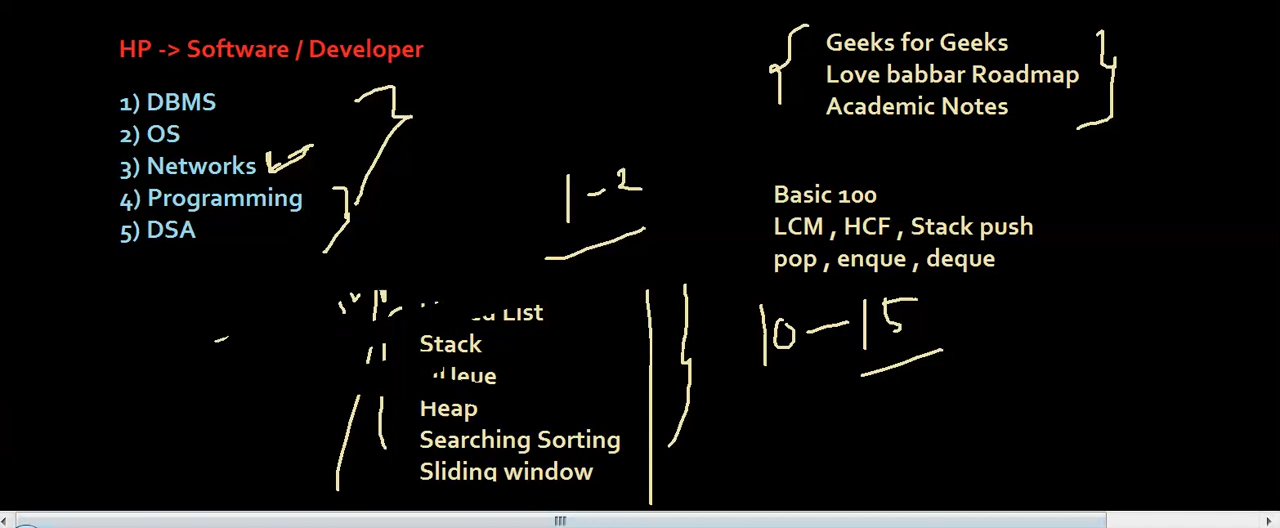 HP -> Software / Developer
1) DBMS
2) OS
3) Networks
4) Programming
5) DSA
Geeks for Geeks
Love babbar Roadmap
Academic Notes
1-2
Basic 100
LCM , HCF , Stack push
pop , enque , deque
List
Stack
Heap
Searching Sorting
Sliding window
10-15